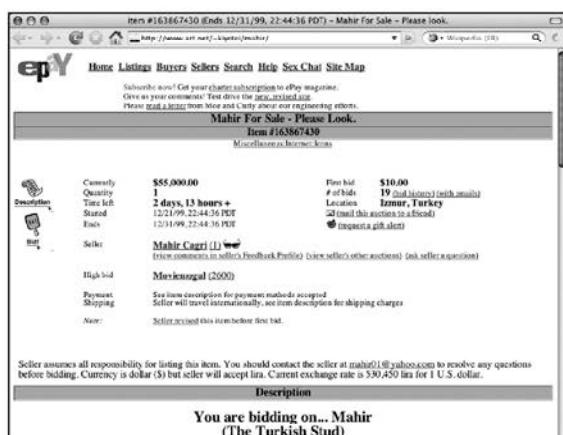 Item #163867430 (Ends 12/31/99, 22:44:36 PDT) – Mahir For Sale – Please look.
epaY
Home Listings Buyers Sellers Search Help Sex Chat Site Map
Subscribe now! Get your charter subscription to ePay magazine.
Give us your comments! Test drive the new, revised site.
Please read a letter from Moe and Curly about our engineering efforts.
Mahir For Sale - Please Look.
Item #163867430
Miscellaneous Internet Icons
Currently $55,000.00 First bid $10.00
Quantity 1 # of bids 19 (bid history) (with emails)
Time left 2 days, 13 hours + Location Izmur, Turkey
Description
Started 12/21/99, 22:44:36 PDT (mail this auction to a friend)
Ends 12/31/99, 22:44:36 PDT (request a gift alert)
Bid!
Seller Mahir Cagri (1)
(view comments in seller's Feedback Profile) (view seller's other auctions) (ask seller a question)
High bid (2600)
Payment See item description for payment methods accepted
Shipping Seller will travel internationally, see item description for shipping charges
Note: Seller revised this item before first bid.
Seller assumes all responsibility for listing this item. You should contact the seller at mahir01@yahoo.com to resolve any questions
before bidding. Currency is dollar ($) but seller will accept lira. Current exchange rate is 530,450 lira for 1 U.S. dollar.
Description
You are bidding on... Mahir
(The Turkish Stud)